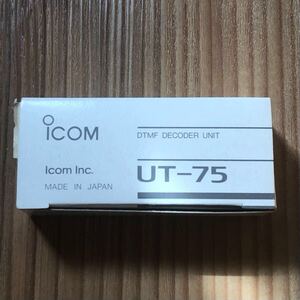 ICOM
DTMF DECODER UNIT
Icom Inc.
UT-75
MADE IN JAPAN